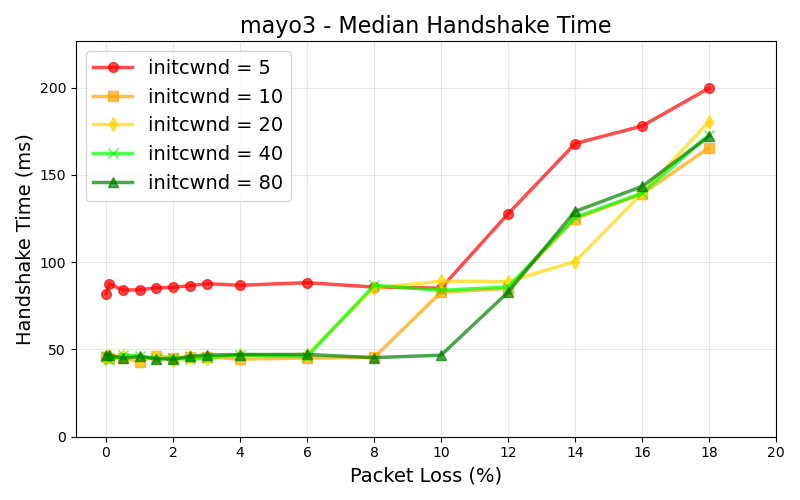 mayo3 - Median Handshake Time
initcwnd = 5
initcwnd = 10
initcwnd = 20
initcwnd = 40
initcwnd = 80
Handshake Time (ms)
200
150
100
50
0
0 2 4 6 8 10 12 14 16 18 20
Packet Loss (%)